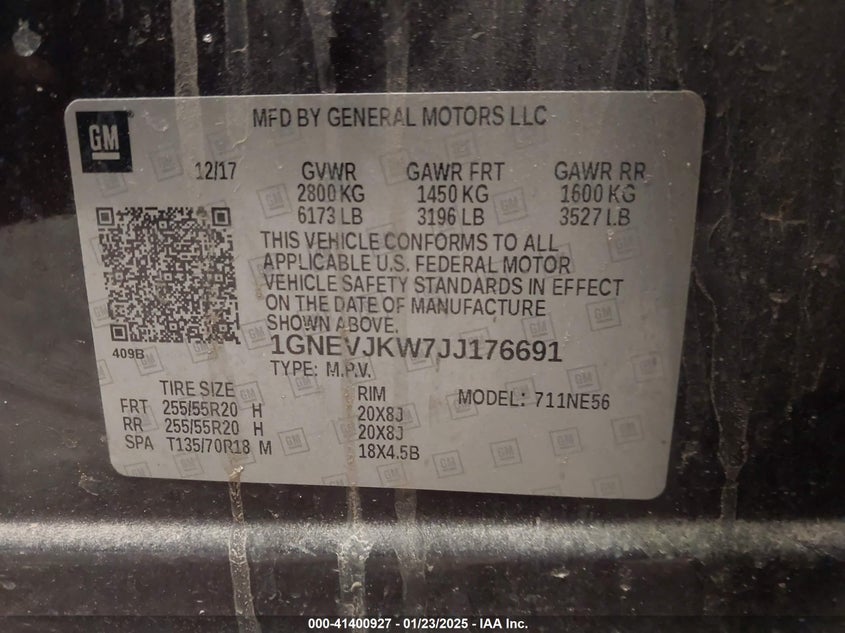 GM
MFD BY GENERAL MOTORS LLC
12/17 GVWR GAWR FRT GAWR RR
2800 KG 1450 KG 1600 KG
6173 LB 3196 LB 3527 LB
THIS VEHICLE CONFORMS TO ALL
APPLICABLE U.S. FEDERAL MOTOR
VEHICLE SAFETY STANDARDS IN EFFECT
ON THE DATE OF MANUFACTURE
SHOWN ABOVE.
409B
1GNEVJKW7JJ176691
TYPE: M.P.V.
TIRE SIZE RIM MODEL: 711NE56
FRT 255/55R20 H 20X8J
RR 255/55R20 H 20X8J
SPA T135/70R18 M 18X4.5B
000-41400927 - 01/23/2025 - IAA Inc.